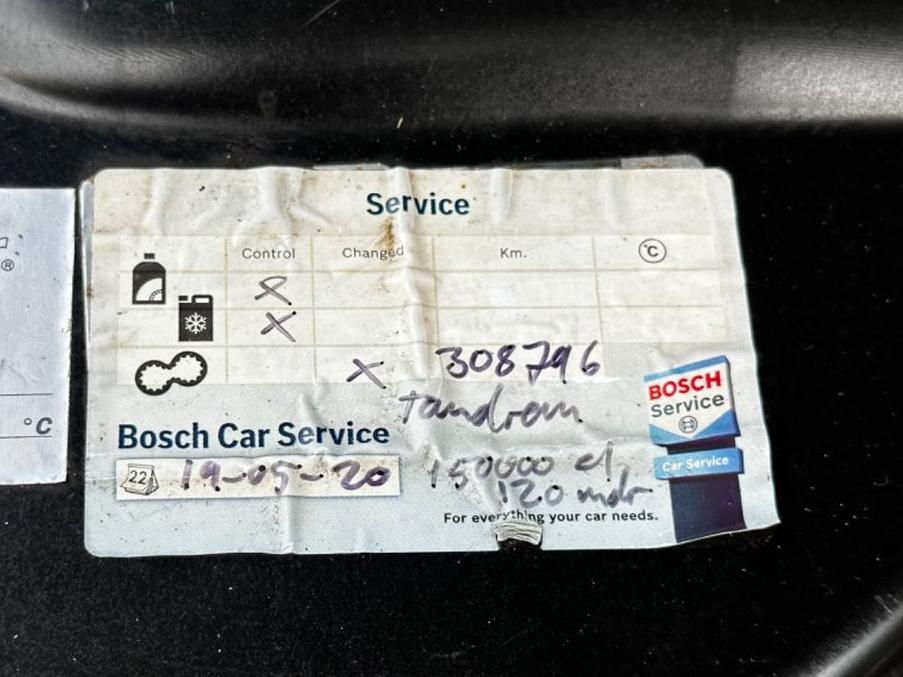 Service
Control Changed Km. °C
®
X
X
X 308796
tandrem
°C
BOSCH
Service
Bosch Car Service
Car Service
22 19-05-20 150000 el,
120 mdr
For everything your car needs.